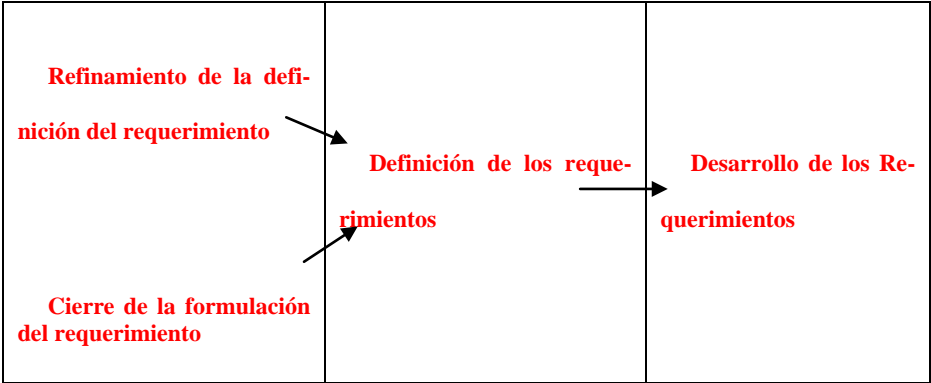 Refinamiento de la defi-
nición del requerimiento
Cierre de la formulación
del requerimiento
Definición de los reque-
rimientos
Desarrollo de los Re-
querimientos